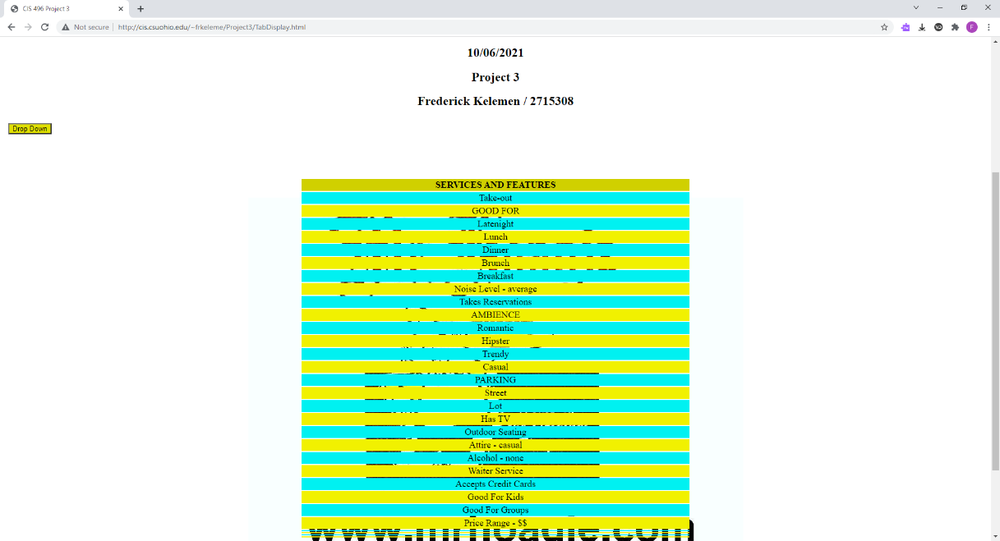 CIS 496 Project 3
Not secure
http://cis.csuohio.edu/~frkeleme/Project3/TabDisplay.html
F
10/06/2021
Project 3
Frederick Kelemen / 2715308
Drop Down
SERVICES AND FEATURES
Take-out
GOOD FOR
Latenight
Lunch
Dinner
Brunch
Breakfast
Noise Level - average
Takes Reservations
AMBIENCE
Romantic
Hipster
Trendy
Casual
PARKING
Street
Lot
Has TV
Outdoor Seating
Attire - casual
Alcohol - none
Waiter Service
Accepts Credit Cards
Good For Kids
Good For Groups
Price Range - $$